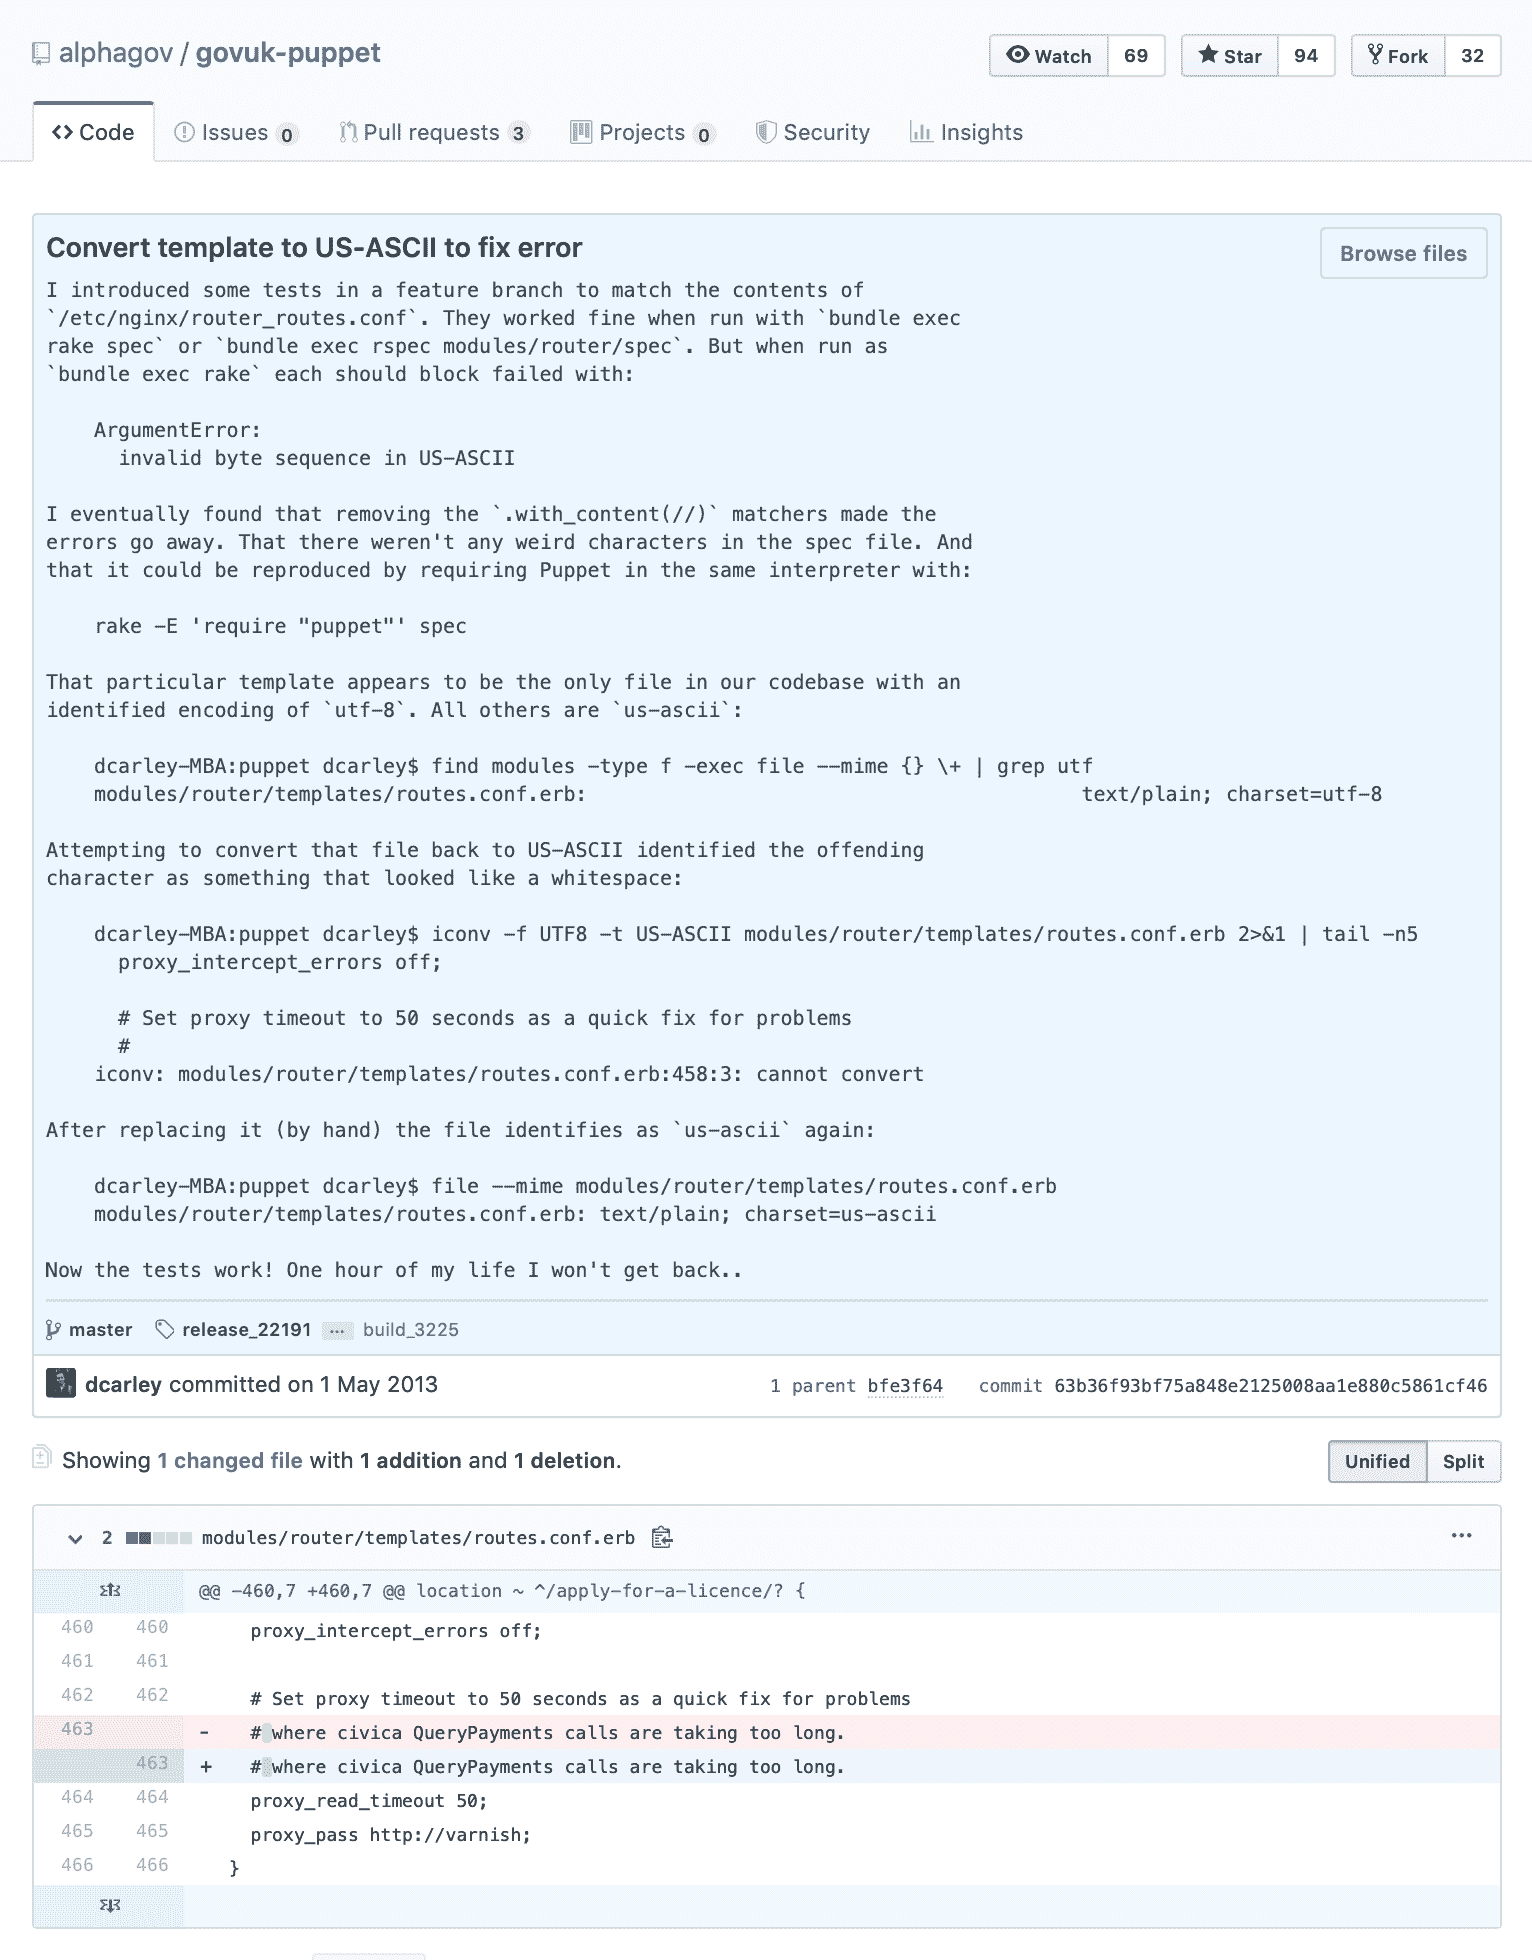 alphagov / govuk-puppet
Watch 69 Star 94 Fork 32
Code Issues 0 Pull requests 3 Projects 0 Security Insights
Convert template to US-ASCII to fix error
Browse files
I introduced some tests in a feature branch to match the contents of
`/etc/nginx/router_routes.conf`. They worked fine when run with `bundle exec
rake spec` or `bundle exec rspec modules/router/spec`. But when run as
`bundle exec rake` each should block failed with:
ArgumentError:
invalid byte sequence in US-ASCII
I eventually found that removing the `.with_content(//)` matchers made the
errors go away. That there weren't any weird characters in the spec file. And
that it could be reproduced by requiring Puppet in the same interpreter with:
rake -E 'require "puppet"' spec
That particular template appears to be the only file in our codebase with an
identified encoding of `utf-8`. All others are `us-ascii`:
dcarley-MBA:puppet dcarley$ find modules -type f -exec file --mime {} \+ | grep utf
modules/router/templates/routes.conf.erb: text/plain; charset=utf-8
Attempting to convert that file back to US-ASCII identified the offending
character as something that looked like a whitespace:
dcarley-MBA:puppet dcarley$ iconv -f UTF8 -t US-ASCII modules/router/templates/routes.conf.erb 2>&1 | tail -n5
proxy_intercept_errors off;
# Set proxy timeout to 50 seconds as a quick fix for problems
#
iconv: modules/router/templates/routes.conf.erb:458:3: cannot convert
After replacing it (by hand) the file identifies as `us-ascii` again:
dcarley-MBA:puppet dcarley$ file --mime modules/router/templates/routes.conf.erb
modules/router/templates/routes.conf.erb: text/plain; charset=us-ascii
Now the tests work! One hour of my life I won't get back..
master release_22191 ... build_3225
dcarley committed on 1 May 2013 1 parent bfe3f64 commit 63b36f93bf75a848e2125008aa1e880c5861cf46
Showing 1 changed file with 1 addition and 1 deletion.
Unified Split
2 modules/router/templates/routes.conf.erb ...
@@ -460,7 +460,7 @@ location ~ ^/apply-for-a-licence/? {
460 460 proxy_intercept_errors off;
461 461
462 462 # Set proxy timeout to 50 seconds as a quick fix for problems
463 - # where civica QueryPayments calls are taking too long.
463 + # where civica QueryPayments calls are taking too long.
464 464 proxy_read_timeout 50;
465 465 proxy_pass http://varnish;
466 466 }